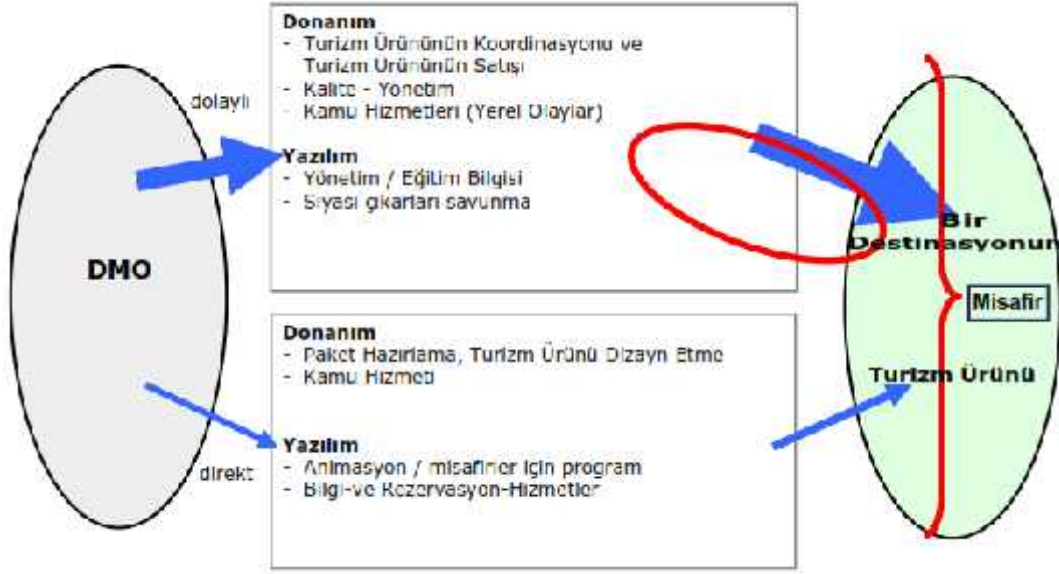 Donanım
- Turizm Ürününün Koordinasyonu ve
Turizm Ürününün Satışı
- Kalite - Yönetim
- Kamu Hizmetleri (Yerel Olaylar)
dolaylı
Yazılım
- Yönetim / Eğitim Bilgisi
- Siyasi çıkarları savunma
DMO
Bir
Destinasyonun
Misafir
Turizm Ürünü
Donanım
- Paket Hazırlama, Turizm Ürünü Dizayn Etme
- Kamu Hizmeti
direkt
Yazılım
- Animasyon / misafirler için program
- Bilgi-ve Rezervasyon-Hizmetler